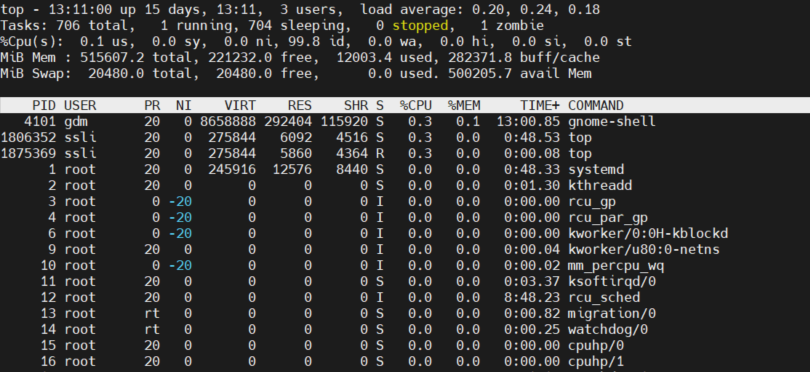 top - 13:11:00 up 15 days, 13:11,  3 users,  load average: 0.20, 0.24, 0.18
Tasks: 706 total,   1 running, 704 sleeping,   0 stopped,   1 zombie
%Cpu(s):  0.1 us,  0.0 sy,  0.0 ni, 99.8 id,  0.0 wa,  0.0 hi,  0.0 si,  0.0 st
MiB Mem : 515607.2 total, 221232.0 free,  12003.4 used, 282371.8 buff/cache
MiB Swap:  20480.0 total,  20480.0 free,      0.0 used. 500205.7 avail Mem
PID USER PR NI VIRT RES SHR S %CPU %MEM TIME+ COMMAND
4101 gdm 20 0 8658888 292404 115920 S 0.3 0.1 13:00.85 gnome-shell
1806352 ssli 20 0 275844 6092 4516 S 0.3 0.0 0:48.53 top
1875369 ssli 20 0 275844 5860 4364 R 0.3 0.0 0:00.08 top
1 root 20 0 245916 12576 8440 S 0.0 0.0 0:48.33 systemd
2 root 20 0 0 0 0 S 0.0 0.0 0:01.30 kthreadd
3 root 0 -20 0 0 0 I 0.0 0.0 0:00.00 rcu_gp
4 root 0 -20 0 0 0 I 0.0 0.0 0:00.00 rcu_par_gp
6 root 0 -20 0 0 0 I 0.0 0.0 0:00.00 kworker/0:0H-kblockd
9 root 20 0 0 0 0 I 0.0 0.0 0:00.04 kworker/u80:0-netns
10 root 0 -20 0 0 0 I 0.0 0.0 0:00.02 mm_percpu_wq
11 root 20 0 0 0 0 S 0.0 0.0 0:03.37 ksoftirqd/0
12 root 20 0 0 0 0 I 0.0 0.0 8:48.23 rcu_sched
13 root rt 0 0 0 0 S 0.0 0.0 0:00.82 migration/0
14 root rt 0 0 0 0 S 0.0 0.0 0:00.25 watchdog/0
15 root 20 0 0 0 0 S 0.0 0.0 0:00.00 cpuhp/0
16 root 20 0 0 0 0 S 0.0 0.0 0:00.00 cpuhp/1